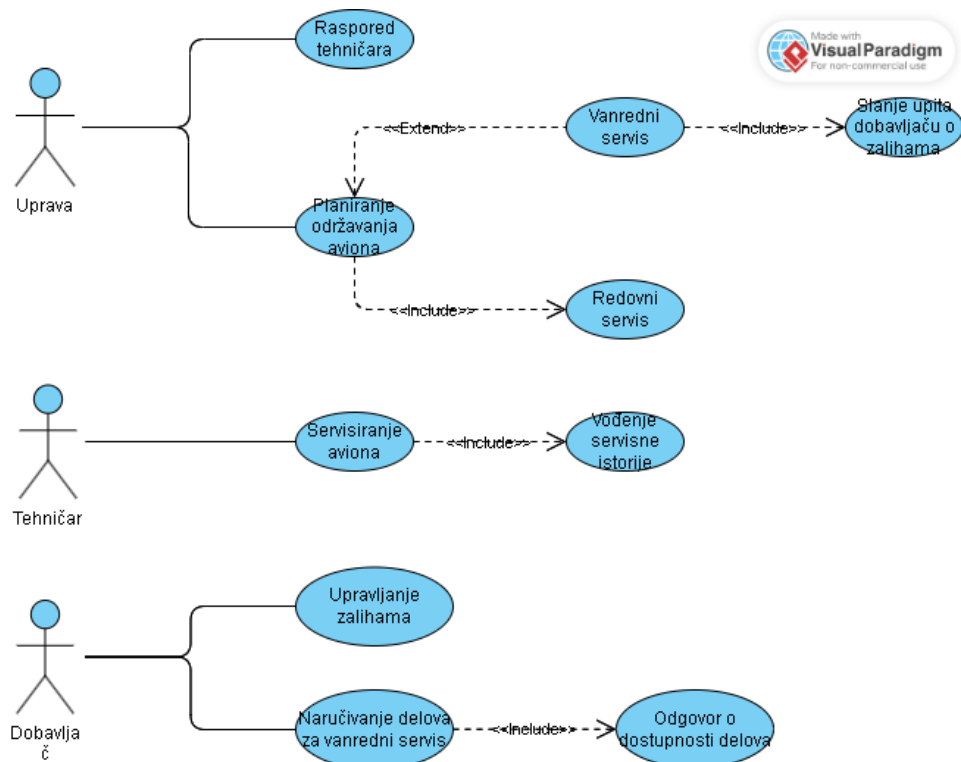 Raspored
tehničara
Made with
Visual Paradigm
For non-commercial use
Uprava
<<Extend>>
Vanredni
servis
<<Include>>
Slanje upita
dobavljaču o
zalihama
Planiranje
održavanja
aviona
<<Include>>
Redovni
servis
Tehničar
Servisiranje
aviona
<<Include>>
Vođenje
servisne
istorije
Upravljanje
zalihama
Dobavlja
č
Naručivanje delova
za vanredni servis
<<Include>>
Odgovor o
dostupnosti delova